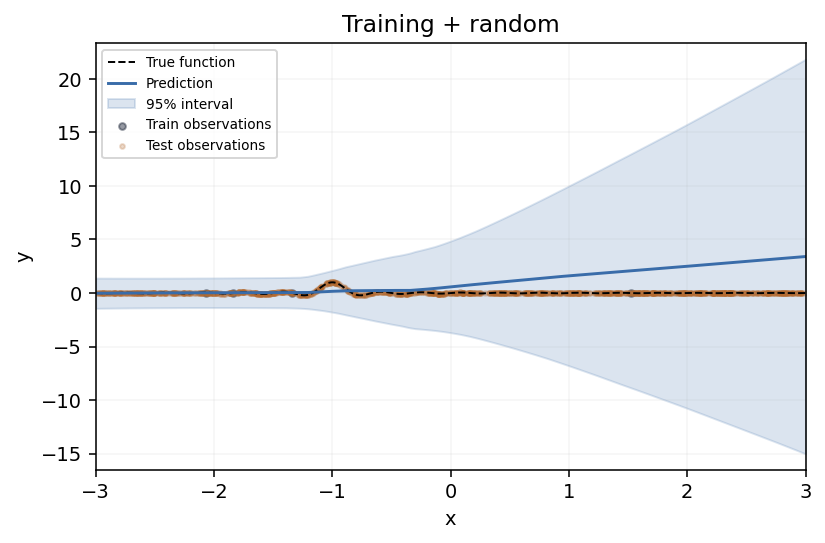 Training + random
True function
Prediction
95% interval
Train observations
Test observations
20
15
10
5
0
−5
−10
−15
y
−3
−2
−1
0
1
2
3
x